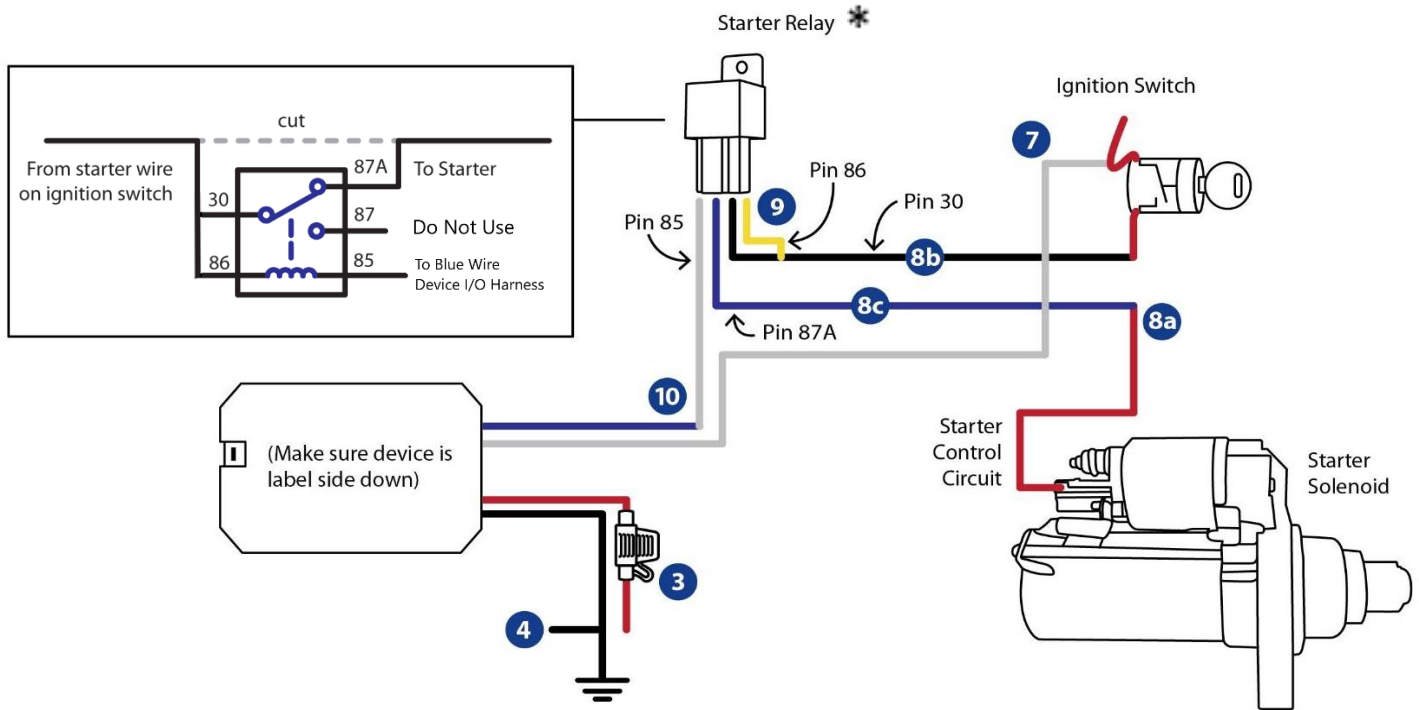 Starter Relay *
Ignition Switch
cut
From starter wire
on ignition switch
87A
To Starter
30
87
Do Not Use
86
85
To Blue Wire
Device I/O Harness
7
Pin 86
9
Pin 30
Pin 85
8b
8c
8a
Pin 87A
10
(Make sure device is
label side down)
Starter
Control
Circuit
Starter
Solenoid
3
4